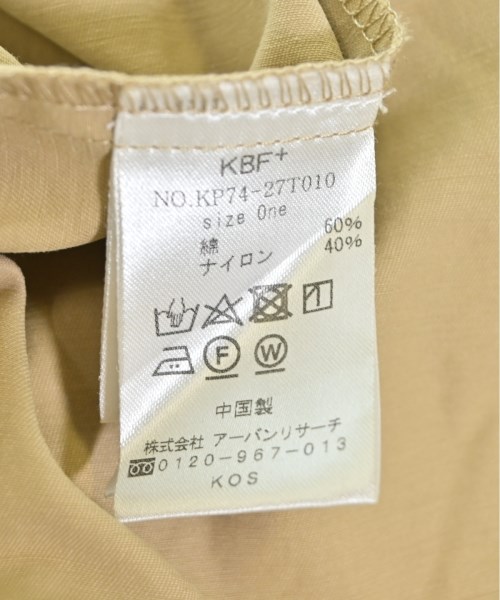 KBF+
NO.KP74-27T010
size One
綿 60%
ナイロン 40%
F W
中国製
株式会社 アーバンリサーチ
0120-967-013
KOS